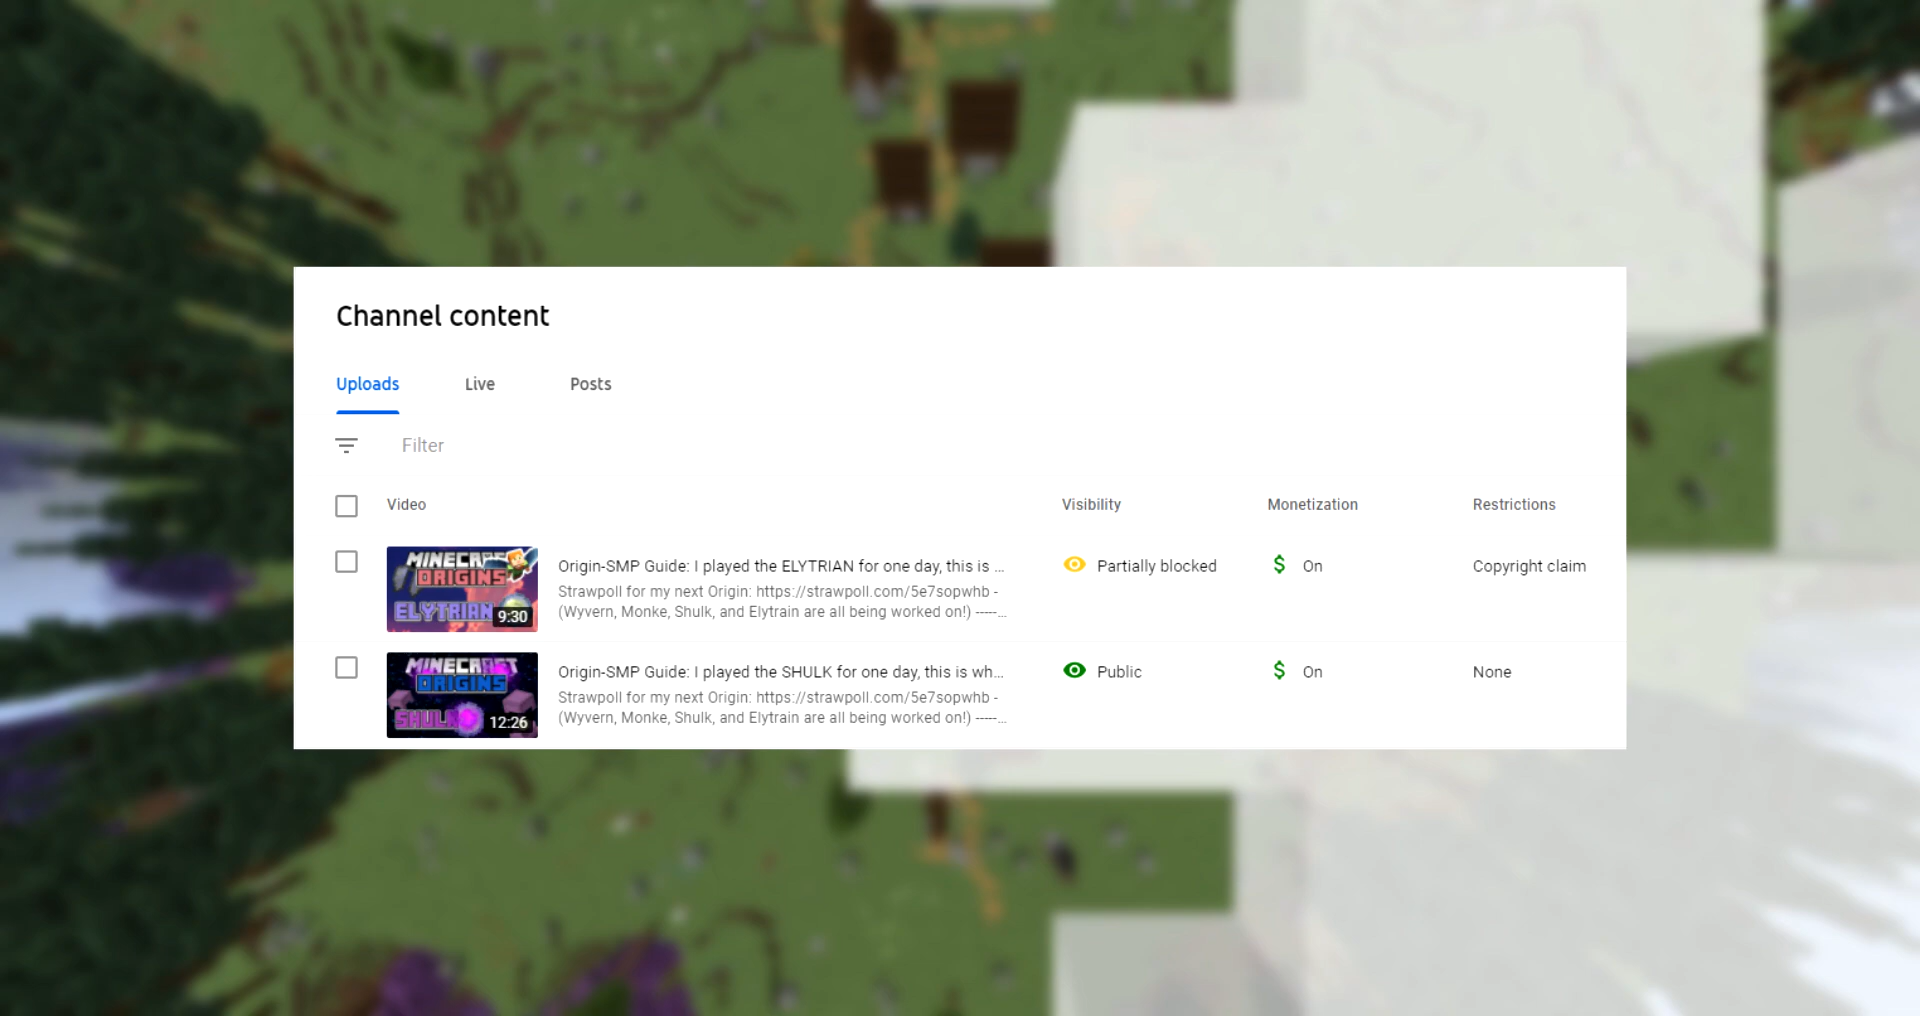 Channel content
Uploads Live Posts
Filter
Video Visibility Monetization Restrictions
MINECRAFT
ORIGINS
ELYTRIAN
9:30
Origin-SMP Guide: I played the ELYTRIAN for one day, this is ...
Strawpoll for my next Origin: https://strawpoll.com/5e7sopwhb -
(Wyvern, Monke, Shulk, and Elytrain are all being worked on!) -----...
Partially blocked
$ On
Copyright claim
MINECRAFT
ORIGINS
SHULK
12:26
Origin-SMP Guide: I played the SHULK for one day, this is wh...
Strawpoll for my next Origin: https://strawpoll.com/5e7sopwhb -
(Wyvern, Monke, Shulk, and Elytrain are all being worked on!) -----...
Public
$ On
None